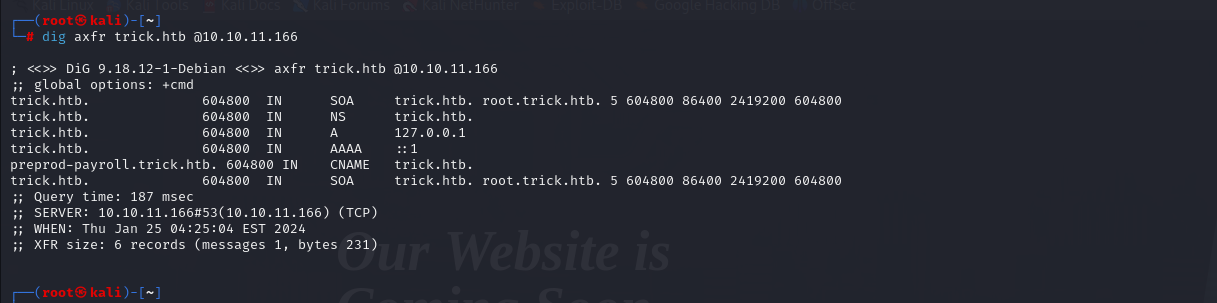 Kali Linux Kali Tools Kali Docs Kali Forums Kali NetHunter Exploit-DB Google Hacking DB OffSec
┌──(root㉿kali)-[~]
└─# dig axfr trick.htb @10.10.11.166
; <<>> DiG 9.18.12-1-Debian <<>> axfr trick.htb @10.10.11.166
;; global options: +cmd
trick.htb. 604800 IN SOA trick.htb. root.trick.htb. 5 604800 86400 2419200 604800
trick.htb. 604800 IN NS trick.htb.
trick.htb. 604800 IN A 127.0.0.1
trick.htb. 604800 IN AAAA ::1
preprod-payroll.trick.htb. 604800 IN CNAME trick.htb.
trick.htb. 604800 IN SOA trick.htb. root.trick.htb. 5 604800 86400 2419200 604800
;; Query time: 187 msec
;; SERVER: 10.10.11.166#53(10.10.11.166) (TCP)
;; WHEN: Thu Jan 25 04:25:04 EST 2024
;; XFR size: 6 records (messages 1, bytes 231)
Our Website is
Coming Soon
┌──(root㉿kali)-[~]